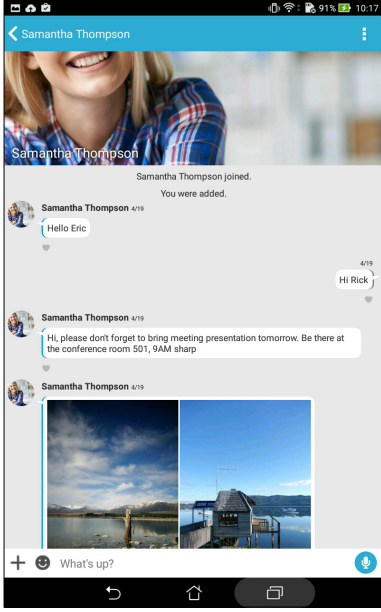 91% 10:17
Samantha Thompson
Samantha Thompson
Samantha Thompson joined.
You were added.
Samantha Thompson 4/19
Hello Eric
4/19
Hi Rick
Samantha Thompson 4/19
Hi, please don't forget to bring meeting presentation tomorrow. Be there at
the conference room 501, 9AM sharp
Samantha Thompson 4/19
What's up?